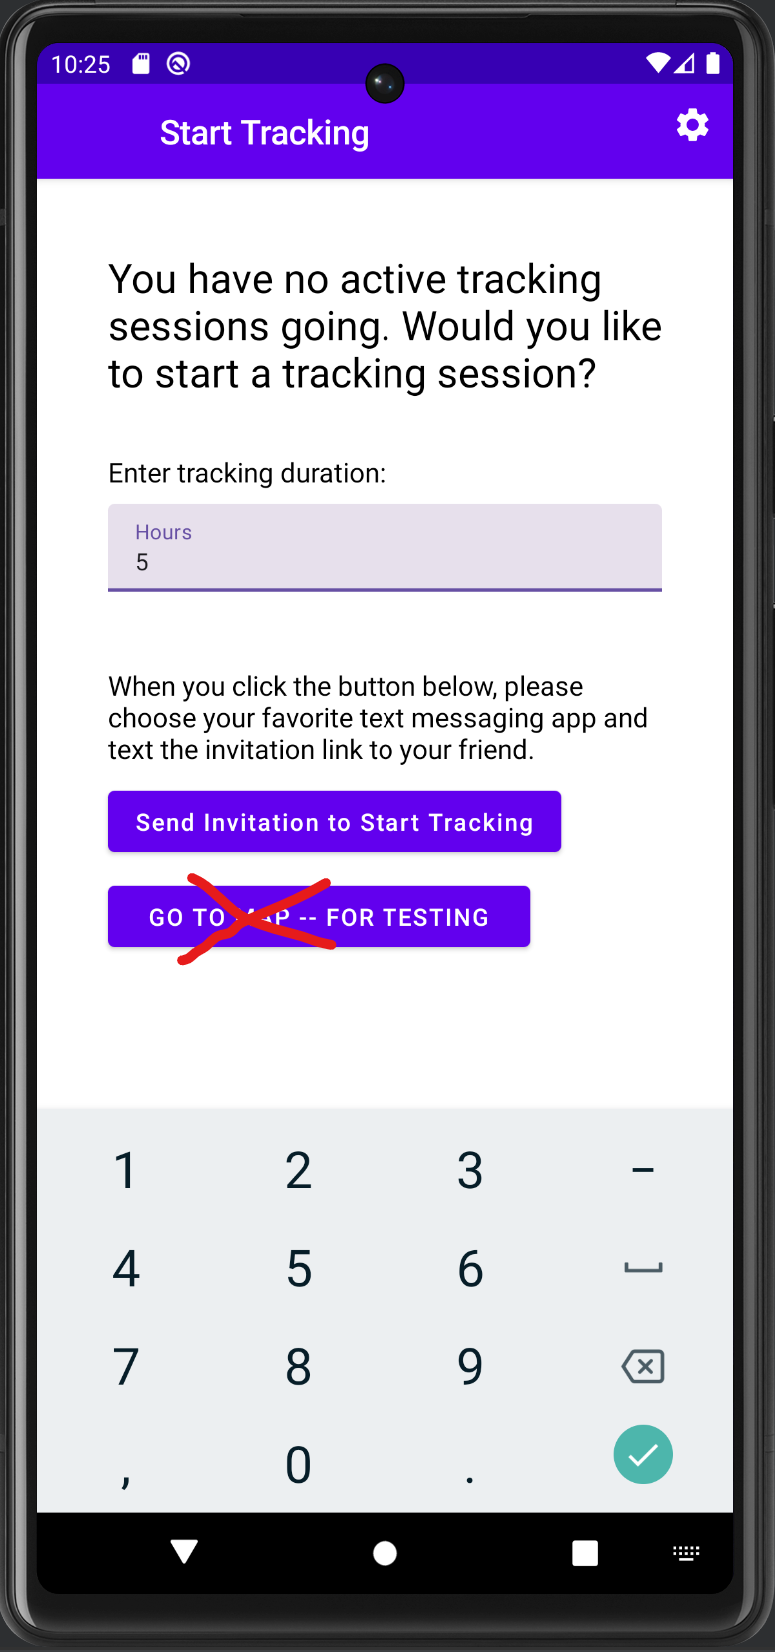 10:25
Start Tracking
You have no active tracking
sessions going. Would you like
to start a tracking session?
Enter tracking duration:
Hours
5
When you click the button below, please
choose your favorite text messaging app and
text the invitation link to your friend.
Send Invitation to Start Tracking
GO TO MAP -- FOR TESTING
1 2 3 –
4 5 6
7 8 9
, 0 .